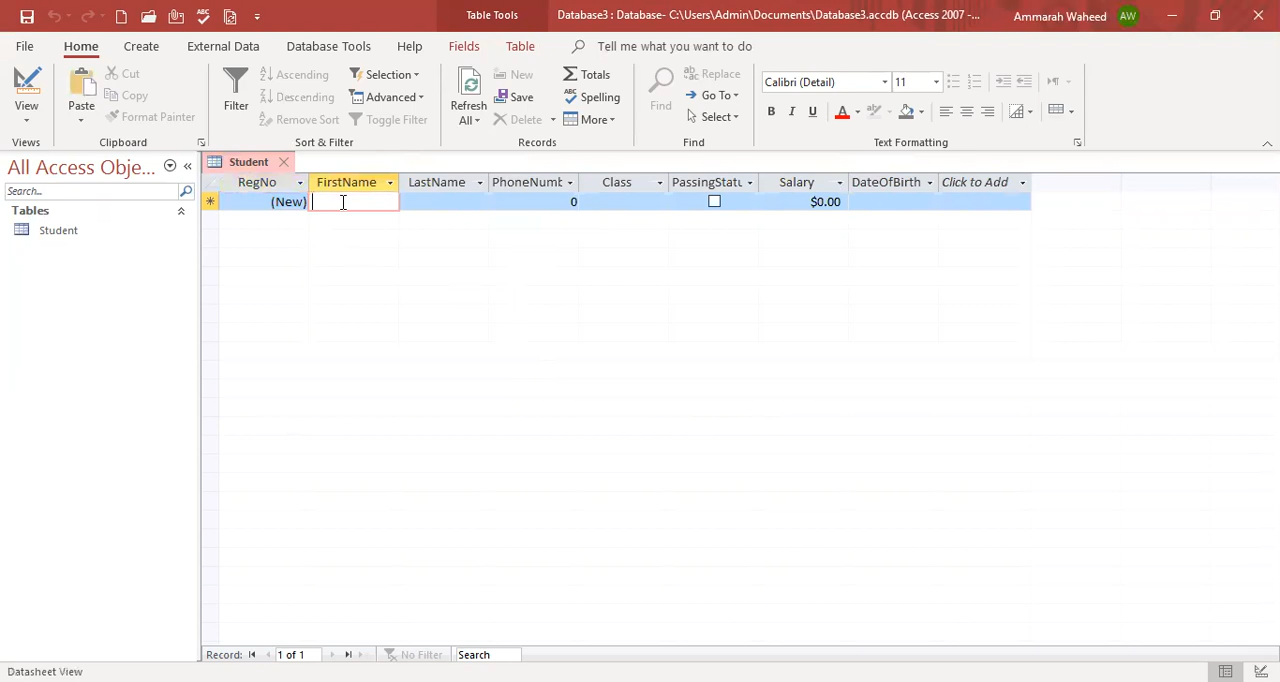 Table Tools Database3 : Database- C:\Users\Admin\Documents\Database3.accdb (Access 2007 -... Ammarah Waheed AW
File Home Create External Data Database Tools Help Fields Table Tell me what you want to do
View Paste Cut Copy Format Painter Filter Ascending Descending Remove Sort Selection Advanced Toggle Filter Refresh All New Save Delete Totals Spelling More Find Replace Go To Select Calibri (Detail) 11 B I U A
Views Clipboard Sort & Filter Records Find Text Formatting
All Access Obje...
Search...
Tables
Student
Student
RegNo FirstName LastName PhoneNumb Class PassingStatu Salary DateOfBirth Click to Add
(New) 0 $0.00
Record: 1 of 1 No Filter Search
Datasheet View